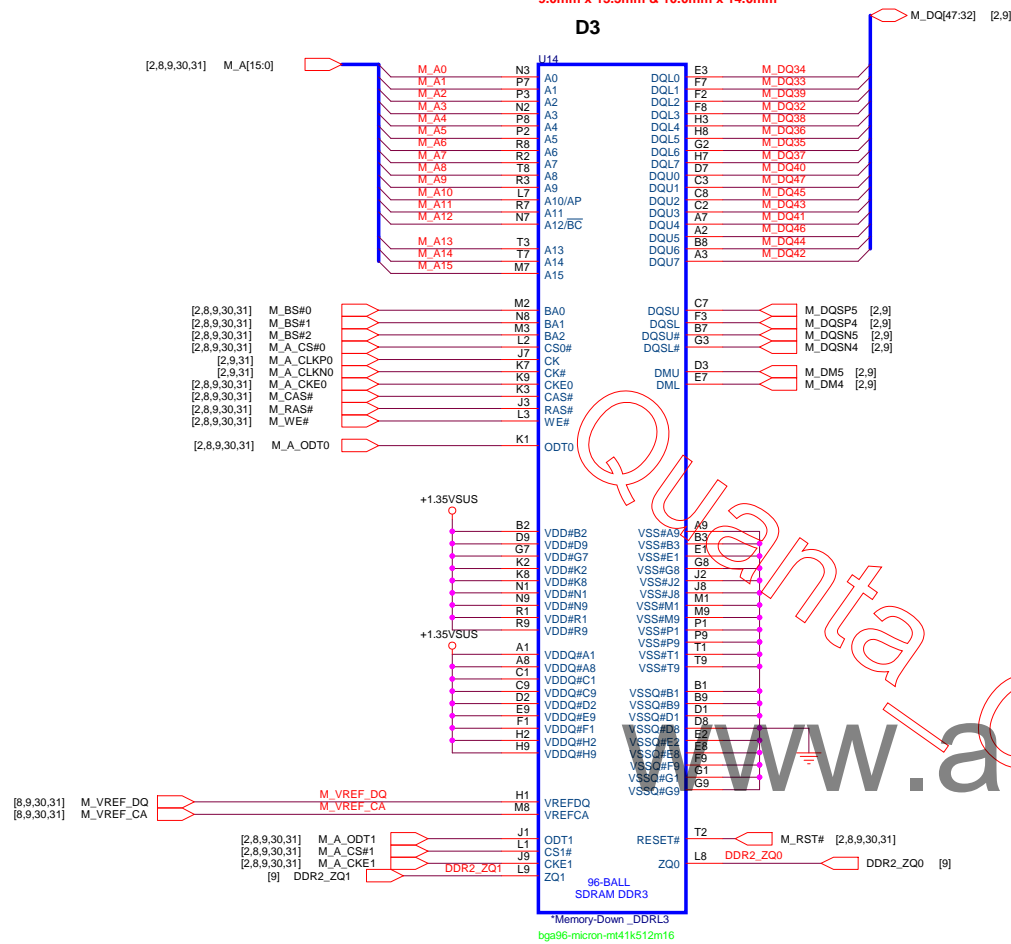 9.0mm x 13.5mm & 10.0mm x 14.0mm
D3
M_DQ[47:32] [2,9]
U14
[2,8,9,30,31] M_A[15:0]
M_A0 N3 A0 DQL0 E3 M_DQ34
M_A1 P7 A1 DQL1 F7 M_DQ33
M_A2 P3 A2 DQL2 F2 M_DQ39
M_A3 N2 A3 DQL3 F8 M_DQ32
M_A4 P8 A4 DQL4 H3 M_DQ38
M_A5 P2 A5 DQL5 H8 M_DQ36
M_A6 R8 A6 DQL6 G2 M_DQ35
M_A7 R2 A7 DQL7 H7 M_DQ37
M_A8 T8 A8 DQU0 D7 M_DQ40
M_A9 R3 A9 DQU1 C3 M_DQ47
M_A10 L7 A10/AP DQU2 C8 M_DQ45
M_A11 R7 A11 DQU3 C2 M_DQ43
M_A12 N7 A12/BC DQU4 A7 M_DQ41
DQU5 A2 M_DQ46
M_A13 T3 A13 DQU6 B8 M_DQ44
M_A14 T7 A14 DQU7 A3 M_DQ42
M_A15 M7 A15
[2,8,9,30,31] M_BS#0 M2 BA0 DQSU C7 M_DQSP5 [2,9]
[2,8,9,30,31] M_BS#1 N8 BA1 DQSL F3 M_DQSP4 [2,9]
[2,8,9,30,31] M_BS#2 M3 BA2 DQSU# B7 M_DQSN5 [2,9]
[2,8,9,30,31] M_A_CS#0 L2 CS0# DQSL# G3 M_DQSN4 [2,9]
[2,9,31] M_A_CLKP0 J7 CK
[2,9,31] M_A_CLKN0 K7 CK# DMU D3 M_DM5 [2,9]
[2,8,9,30,31] M_A_CKE0 K9 CKE0 DML E7 M_DM4 [2,9]
[2,8,9,30,31] M_CAS# K3 CAS#
[2,8,9,30,31] M_RAS# J3 RAS#
[2,8,9,30,31] M_WE# L3 WE#
[2,8,9,30,31] M_A_ODT0 K1 ODT0
+1.35VSUS
B2 VDD#B2 VSS#A9 A9
D9 VDD#D9 VSS#B3 B3
G7 VDD#G7 VSS#E1 E1
K2 VDD#K2 VSS#G8 G8
K8 VDD#K8 VSS#J2 J2
N1 VDD#N1 VSS#J8 J8
N9 VDD#N9 VSS#M1 M1
R1 VDD#R1 VSS#M9 M9
R9 VDD#R9 VSS#P1 P1
+1.35VSUS
VSS#P9 P9
A1 VDDQ#A1 VSS#T1 T1
A8 VDDQ#A8 VSS#T9 T9
C1 VDDQ#C1
C9 VDDQ#C9 VSSQ#B1 B1
D2 VDDQ#D2 VSSQ#B9 B9
E9 VDDQ#E9 VSSQ#D1 D1
F1 VDDQ#F1 VSSQ#D8 D8
H2 VDDQ#H2 VSSQ#E2 E2
H9 VDDQ#H9 VSSQ#E8 E8
VSSQ#F9 F9
VSSQ#G1 G1
VSSQ#G9 G9
[8,9,30,31] M_VREF_DQ M_VREF_DQ H1 VREFDQ
[8,9,30,31] M_VREF_CA M_VREF_CA M8 VREFCA
[2,8,9,30,31] M_A_ODT1 J1 ODT1 RESET# T2 M_RST# [2,8,9,30,31]
[2,8,9,30,31] M_A_CS#1 L1 CS1#
[2,8,9,30,31] M_A_CKE1 J9 CKE1 ZQ0 L8 DDR2_ZQ0 DDR2_ZQ0 [9]
[9] DDR2_ZQ1 DDR2_ZQ1 L9 ZQ1
96-BALL
SDRAM DDR3
*Memory-Down _DDRL3
bga96-micron-mt41k512m16
Quanta
www.a